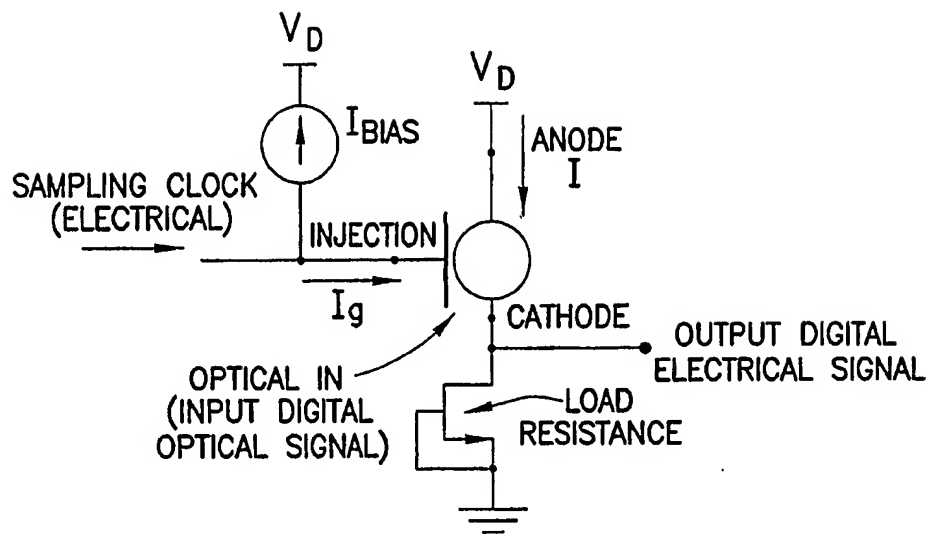 V_D
I_BIAS
V_D
ANODE
I
SAMPLING CLOCK
(ELECTRICAL)
INJECTION
I_g
CATHODE
OUTPUT DIGITAL
ELECTRICAL SIGNAL
OPTICAL IN
(INPUT DIGITAL
OPTICAL SIGNAL)
LOAD
RESISTANCE